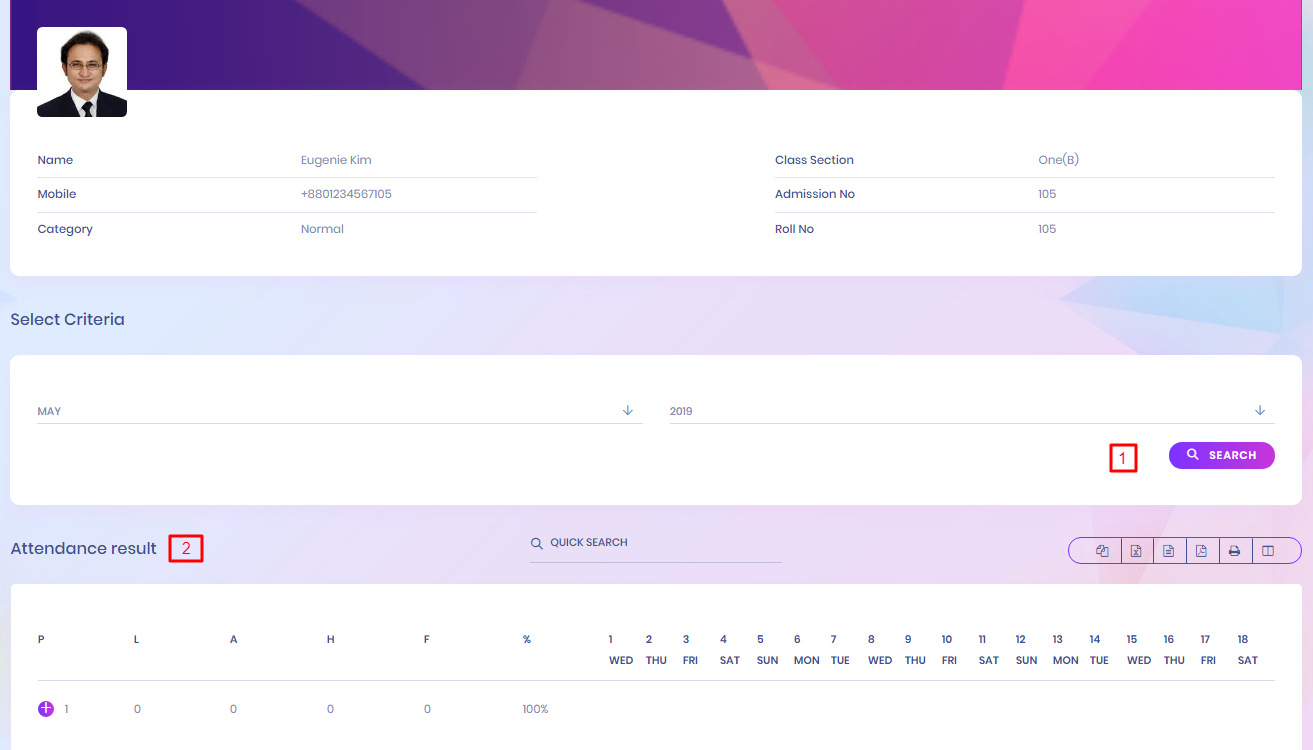 Name Eugenie Kim Class Section One(B)
Mobile +8801234567105 Admission No 105
Category Normal Roll No 105
Select Criteria
MAY 2019
1 SEARCH
Attendance result 2 QUICK SEARCH
P L A H F % 1 2 3 4 5 6 7 8 9 10 11 12 13 14 15 16 17 18
WED THU FRI SAT SUN MON TUE WED THU FRI SAT SUN MON TUE WED THU FRI SAT
1 0 0 0 0 100%